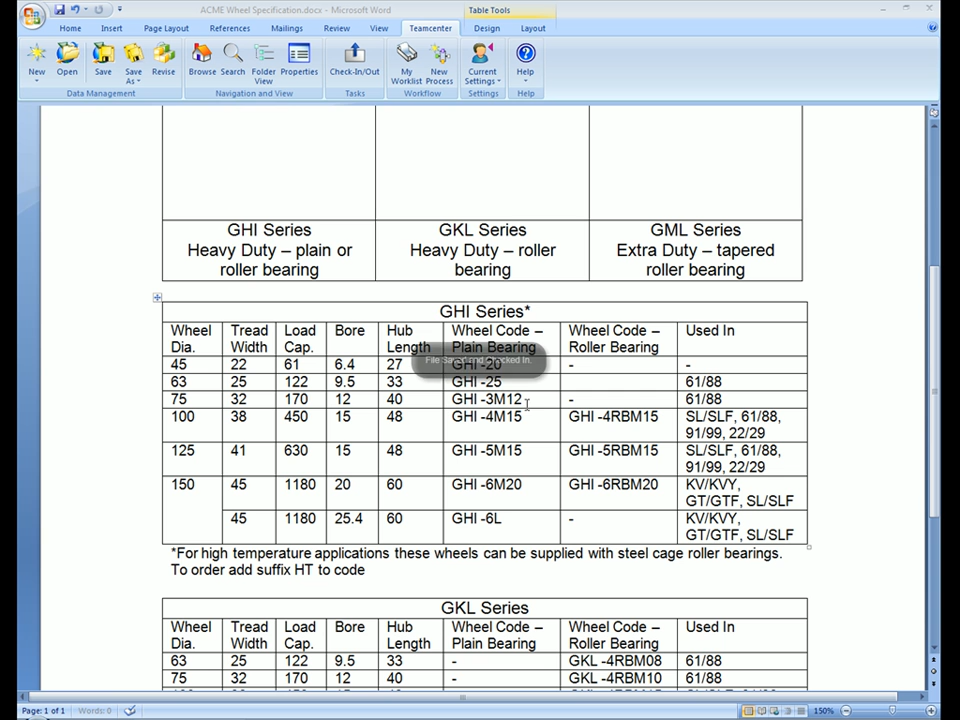 ACME Wheel Specification.docx - Microsoft Word
Table Tools
Home Insert Page Layout References Mailings Review View Teamcenter Design Layout
New Open Save Save As Revise Browse Search Folder View Properties Check-In/Out My Worklist New Process Current Settings Help
Data Management Navigation and View Tasks Workflow Settings Help
GHI Series GKL Series GML Series
Heavy Duty – plain or Heavy Duty – roller Extra Duty – tapered
roller bearing bearing roller bearing
GHI Series*
Wheel Tread Load Bore Hub Wheel Code – Wheel Code – Used In
Dia. Width Cap. Length Plain Bearing Roller Bearing
File Saved and Checked In.
45 22 61 6.4 27 GHI -20 - -
63 25 122 9.5 33 GHI -25 61/88
75 32 170 12 40 GHI -3M12 - 61/88
100 38 450 15 48 GHI -4M15 GHI -4RBM15 SL/SLF, 61/88,
91/99, 22/29
125 41 630 15 48 GHI -5M15 GHI -5RBM15 SL/SLF, 61/88,
91/99, 22/29
150 45 1180 20 60 GHI -6M20 GHI -6RBM20 KV/KVY,
GT/GTF, SL/SLF
45 1180 25.4 60 GHI -6L - KV/KVY,
GT/GTF, SL/SLF
*For high temperature applications these wheels can be supplied with steel cage roller bearings.
To order add suffix HT to code
GKL Series
Wheel Tread Load Bore Hub Wheel Code – Wheel Code – Used In
Dia. Width Cap. Length Plain Bearing Roller Bearing
63 25 122 9.5 33 - GKL -4RBM08 61/88
75 32 170 12 40 - GKL -4RBM10 61/88
Page: 1 of 1 Words: 0 150%